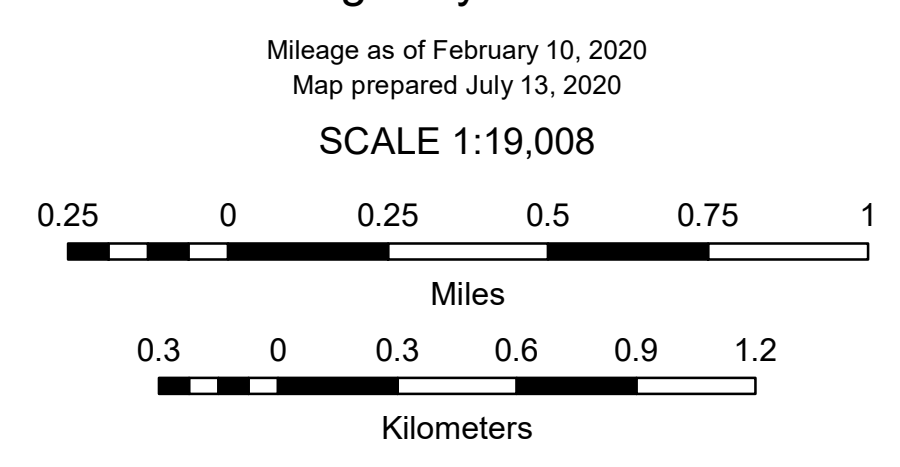 Mileage as of February 10, 2020
Map prepared July 13, 2020
SCALE 1:19,008
0.25 0 0.25 0.5 0.75 1
Miles
0.3 0 0.3 0.6 0.9 1.2
Kilometers